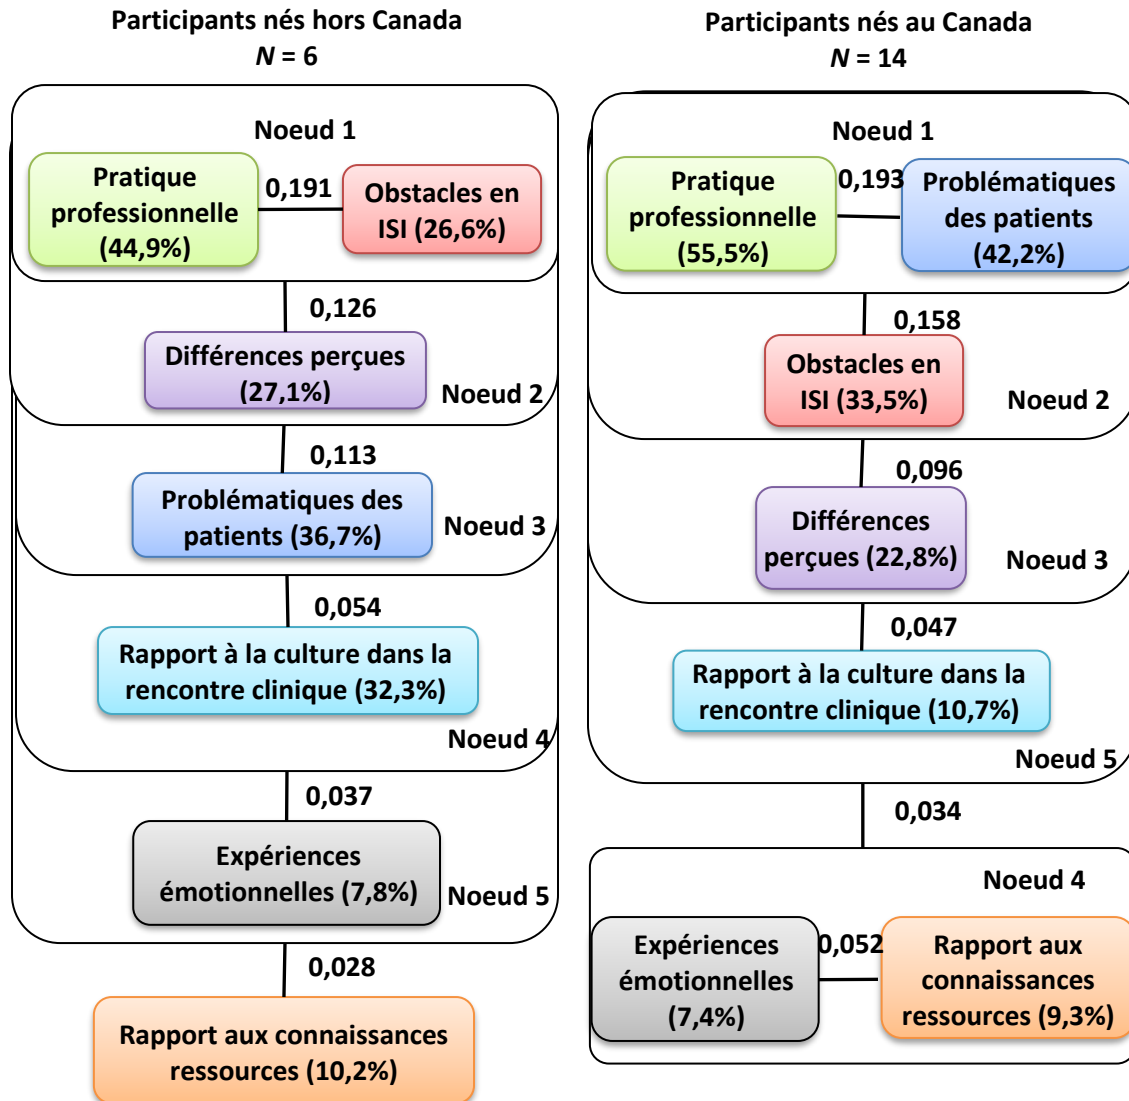 Participants nés hors Canada
N = 6
Noeud 1
Pratique
professionnelle
(44,9%)
0,191
Obstacles en
ISI (26,6%)
0,126
Différences perçues
(27,1%)
Noeud 2
0,113
Problématiques des
patients (36,7%)
Noeud 3
0,054
Rapport à la culture dans la
rencontre clinique (32,3%)
Noeud 4
0,037
Expériences
émotionnelles (7,8%)
Noeud 5
0,028
Rapport aux connaissances
ressources (10,2%)
Participants nés au Canada
N = 14
Noeud 1
Pratique
professionnelle
(55,5%)
0,193
Problématiques
des patients
(42,2%)
0,158
Obstacles en
ISI (33,5%)
Noeud 2
0,096
Différences
perçues (22,8%)
Noeud 3
0,047
Rapport à la culture dans la
rencontre clinique (10,7%)
Noeud 5
0,034
Noeud 4
Expériences
émotionnelles
(7,4%)
0,052
Rapport aux
connaissances
ressources (9,3%)